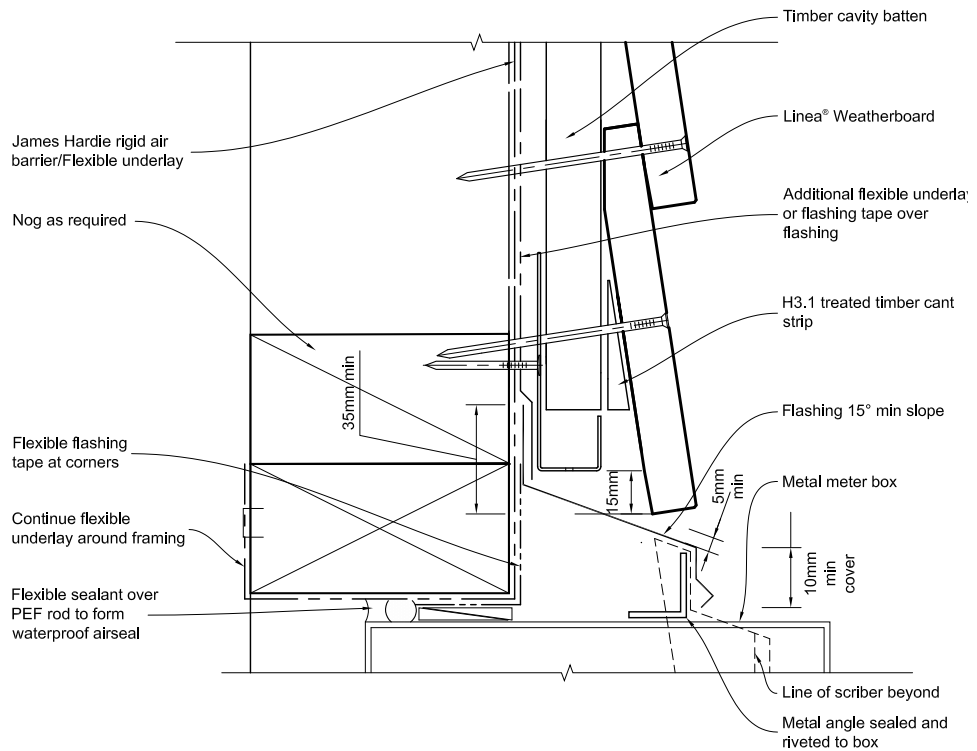 Timber cavity batten
James Hardie rigid air
barrier/Flexible underlay
Linea® Weatherboard
Additional flexible underlay
or flashing tape over
flashing
Nog as required
H3.1 treated timber cant
strip
35mm/min
Flashing 15° min slope
Flexible flashing
tape at corners
15mm
5mm
min
Metal meter box
Continue flexible
underlay around framing
10mm
min
cover
Flexible sealant over
PEF rod to form
waterproof airseal
Line of scriber beyond
Metal angle sealed and
riveted to box